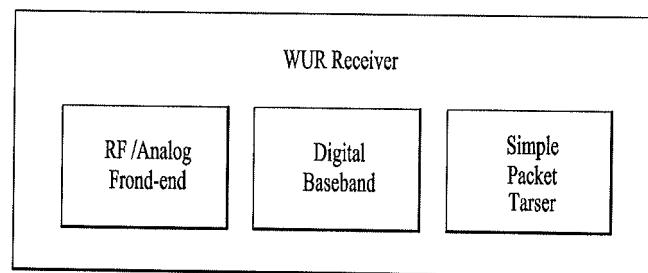 WUR Receiver
RF /Analog
Frond-end
Digital
Baseband
Simple
Packet
Tarser